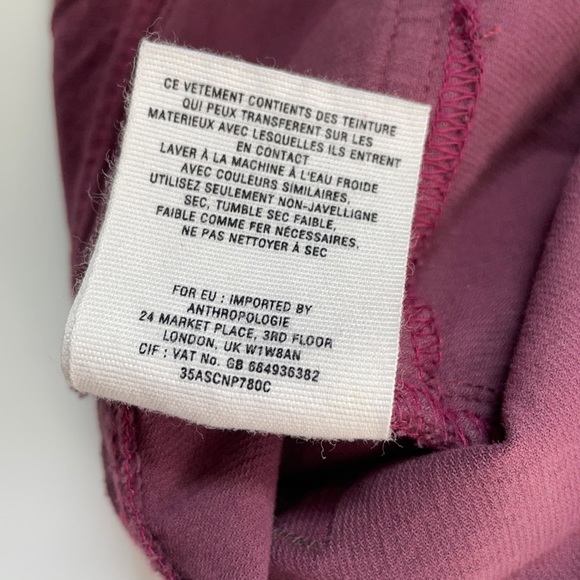 CE VETEMENT CONTIENTS DES TEINTURE
QUI PEUX TRANSFERENT SUR LES
MATERIEUX AVEC LESQUELLES ILS ENTRENT
EN CONTACT
LAVER À LA MACHINE À L'EAU FROIDE
AVEC COULEURS SIMILAIRES,
UTILISEZ SEULEMENT NON-JAVELLIGNE
SEC, TUMBLE SEC FAIBLE,
FAIBLE COMME FER NÉCESSAIRES.
NE PAS NETTOYER À SEC
FOR EU : IMPORTED BY
ANTHROPOLOGIE
24 MARKET PLACE, 3RD FLOOR
LONDON, UK W1W8AN
CIF : VAT No. GB 684936382
35ASCNP780C